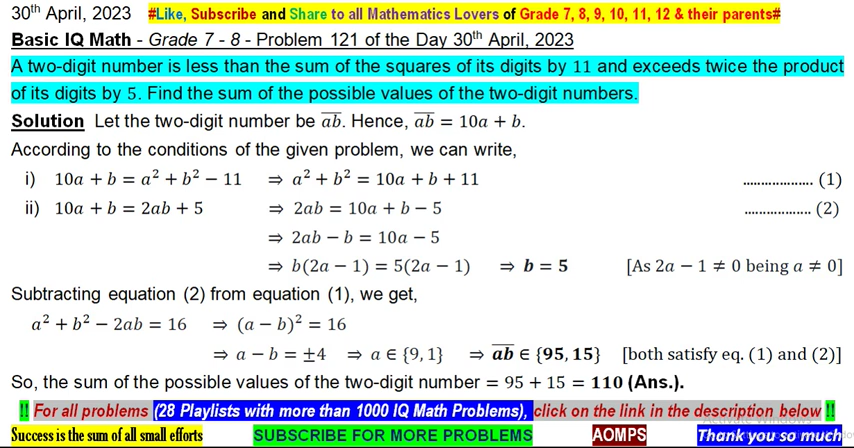 30th April, 2023 #Like, Subscribe and Share to all Mathematics Lovers of Grade 7, 8, 9, 10, 11, 12 & their parents#
Basic IQ Math - Grade 7 - 8 - Problem 121 of the Day 30th April, 2023
A two-digit number is less than the sum of the squares of its digits by 11 and exceeds twice the product
of its digits by 5. Find the sum of the possible values of the two-digit numbers.
Solution Let the two-digit number be a̅b̅. Hence, a̅b̅ = 10a + b.
According to the conditions of the given problem, we can write,
i) 10a + b = a² + b² − 11 ⇒ a² + b² = 10a + b + 11 .................... (1)
ii) 10a + b = 2ab + 5 ⇒ 2ab = 10a + b − 5 ................... (2)
⇒ 2ab − b = 10a − 5
⇒ b(2a − 1) = 5(2a − 1) ⇒ b = 5 [As 2a − 1 ≠ 0 being a ≠ 0]
Subtracting equation (2) from equation (1), we get,
a² + b² − 2ab = 16 ⇒ (a − b)² = 16
⇒ a − b = ±4 ⇒ a ∈ {9, 1} ⇒ a̅b̅ ∈ {95, 15} [both satisfy eq. (1) and (2)]
So, the sum of the possible values of the two-digit number = 95 + 15 = 110 (Ans.).
!! For all problems (28 Playlists with more than 1000 IQ Math Problems), click on the link in the description below !!
Success is the sum of all small efforts SUBSCRIBE FOR MORE PROBLEMS AOMPS Thank you so much